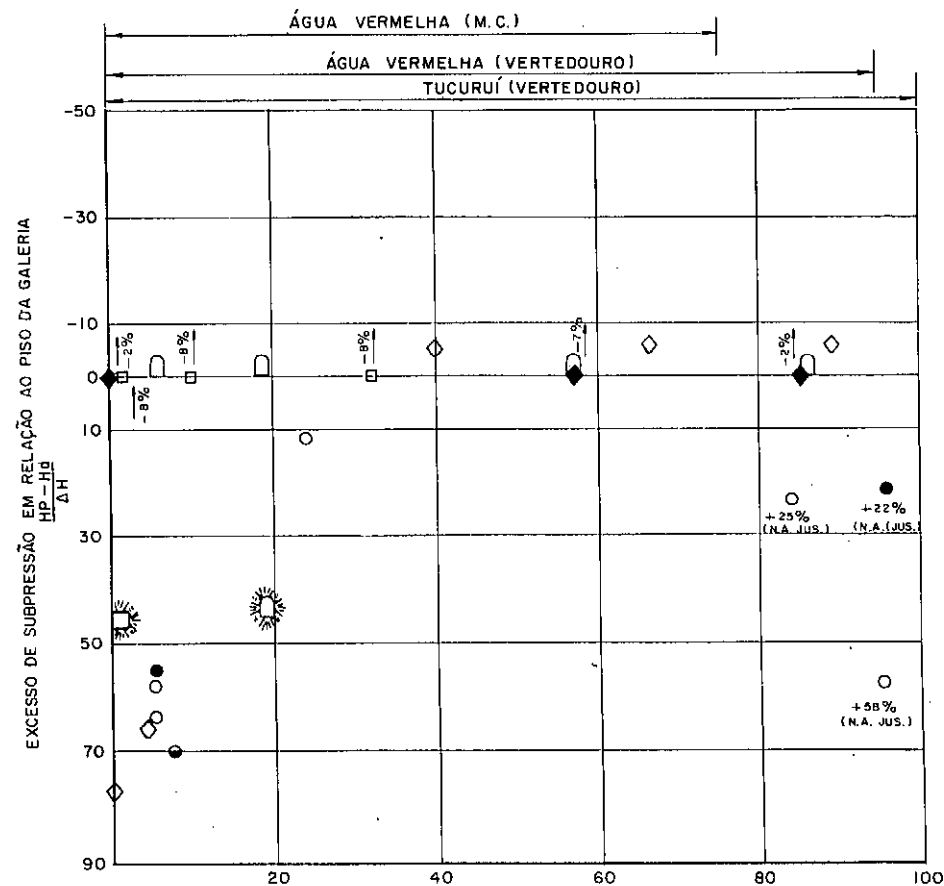 ÁGUA VERMELHA (M.C.)
ÁGUA VERMELHA (VERTEDOURO)
TUCURUÍ (VERTEDOURO)
EXCESSO DE SUBPRESSÃO EM RELAÇÃO AO PISO DA GALERIA
HP-Hd
ΔH
-50
-30
-10
0
10
30
50
70
90
-2%
-8%
-8%
-8%
-7%
-2%
+25%
(N.A. JUS.)
+22%
(N.A.(JUS.)
+58%
(N.A. JUS.)
20
40
60
80
100